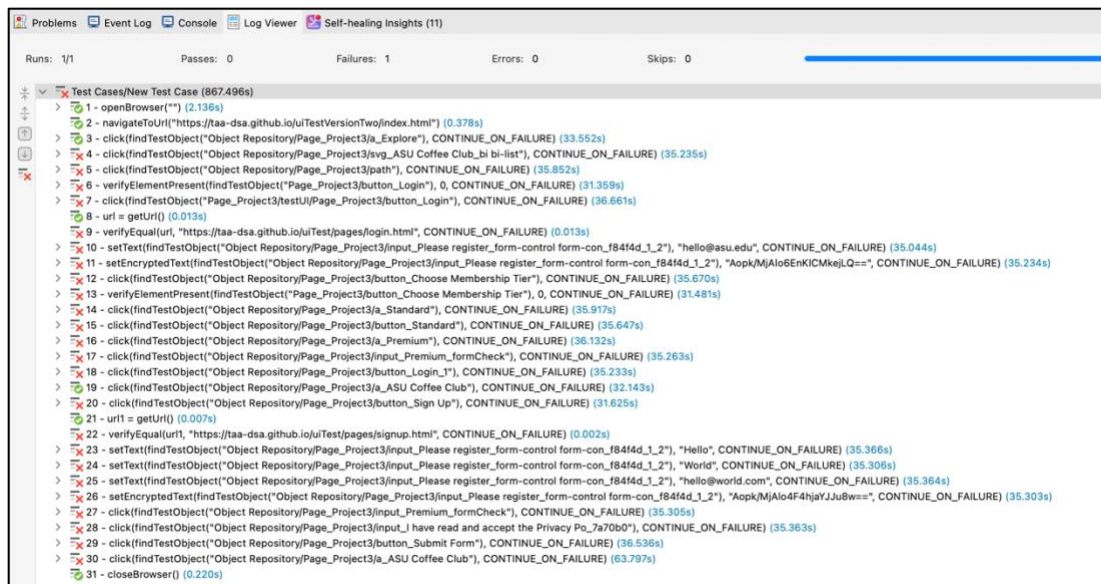 Problems Event Log Console Log Viewer Self-healing Insights (11)
Runs: 1/1 Passes: 0 Failures: 1 Errors: 0 Skips: 0
Test Cases/New Test Case (867.496s)
1 - openBrowser("") (2.136s)
2 - navigateToUrl("https://taa-dsa.github.io/uiTestVersionTwo/index.html") (0.378s)
3 - click(findTestObject("Object Repository/Page_Project3/a_Explore"), CONTINUE_ON_FAILURE) (33.552s)
4 - click(findTestObject("Object Repository/Page_Project3/svg_ASU Coffee Club_bi bi-list"), CONTINUE_ON_FAILURE) (35.235s)
5 - click(findTestObject("Object Repository/Page_Project3/path"), CONTINUE_ON_FAILURE) (35.852s)
6 - verifyElementPresent(findTestObject("Page_Project3/button_Login"), 0, CONTINUE_ON_FAILURE) (31.359s)
7 - click(findTestObject("Page_Project3/testUI/Page_Project3/button_Login"), CONTINUE_ON_FAILURE) (36.661s)
8 - url = getUrl() (0.013s)
9 - verifyEqual(url, "https://taa-dsa.github.io/uiTest/pages/login.html", CONTINUE_ON_FAILURE) (0.013s)
10 - setText(findTestObject("Object Repository/Page_Project3/input_Please register_form-control form-con_f84f4d_1_2"), "hello@asu.edu", CONTINUE_ON_FAILURE) (35.044s)
11 - setEncryptedText(findTestObject("Object Repository/Page_Project3/input_Please register_form-control form-con_f84f4d_1_2"), "Aopk/MjAlo6EnKICMkejLQ==", CONTINUE_ON_FAILURE) (35.234s)
12 - click(findTestObject("Object Repository/Page_Project3/button_Choose Membership Tier"), CONTINUE_ON_FAILURE) (35.670s)
13 - verifyElementPresent(findTestObject("Page_Project3/button_Choose Membership Tier"), 0, CONTINUE_ON_FAILURE) (31.481s)
14 - click(findTestObject("Object Repository/Page_Project3/a_Standard"), CONTINUE_ON_FAILURE) (35.917s)
15 - click(findTestObject("Object Repository/Page_Project3/button_Standard"), CONTINUE_ON_FAILURE) (35.647s)
16 - click(findTestObject("Object Repository/Page_Project3/a_Premium"), CONTINUE_ON_FAILURE) (36.132s)
17 - click(findTestObject("Object Repository/Page_Project3/input_Premium_formCheck"), CONTINUE_ON_FAILURE) (35.263s)
18 - click(findTestObject("Object Repository/Page_Project3/button_Login_1"), CONTINUE_ON_FAILURE) (35.233s)
19 - click(findTestObject("Object Repository/Page_Project3/a_ASU Coffee Club"), CONTINUE_ON_FAILURE) (32.143s)
20 - click(findTestObject("Object Repository/Page_Project3/button_Sign Up"), CONTINUE_ON_FAILURE) (31.625s)
21 - url1 = getUrl() (0.007s)
22 - verifyEqual(url1, "https://taa-dsa.github.io/uiTest/pages/signup.html", CONTINUE_ON_FAILURE) (0.002s)
23 - setText(findTestObject("Object Repository/Page_Project3/input_Please register_form-control form-con_f84f4d_1_2"), "Hello", CONTINUE_ON_FAILURE) (35.366s)
24 - setText(findTestObject("Object Repository/Page_Project3/input_Please register_form-control form-con_f84f4d_1_2"), "World", CONTINUE_ON_FAILURE) (35.306s)
25 - setText(findTestObject("Object Repository/Page_Project3/input_Please register_form-control form-con_f84f4d_1_2"), "hello@world.com", CONTINUE_ON_FAILURE) (35.364s)
26 - setEncryptedText(findTestObject("Object Repository/Page_Project3/input_Please register_form-control form-con_f84f4d_1_2"), "Aopk/MjAlo4F4hjaYJJu8w==", CONTINUE_ON_FAILURE) (35.303s)
27 - click(findTestObject("Object Repository/Page_Project3/input_Premium_formCheck"), CONTINUE_ON_FAILURE) (35.305s)
28 - click(findTestObject("Object Repository/Page_Project3/input_I have read and accept the Privacy Po_7a70b0"), CONTINUE_ON_FAILURE) (35.363s)
29 - click(findTestObject("Object Repository/Page_Project3/button_Submit Form"), CONTINUE_ON_FAILURE) (36.536s)
30 - click(findTestObject("Object Repository/Page_Project3/a_ASU Coffee Club"), CONTINUE_ON_FAILURE) (63.797s)
31 - closeBrowser() (0.220s)